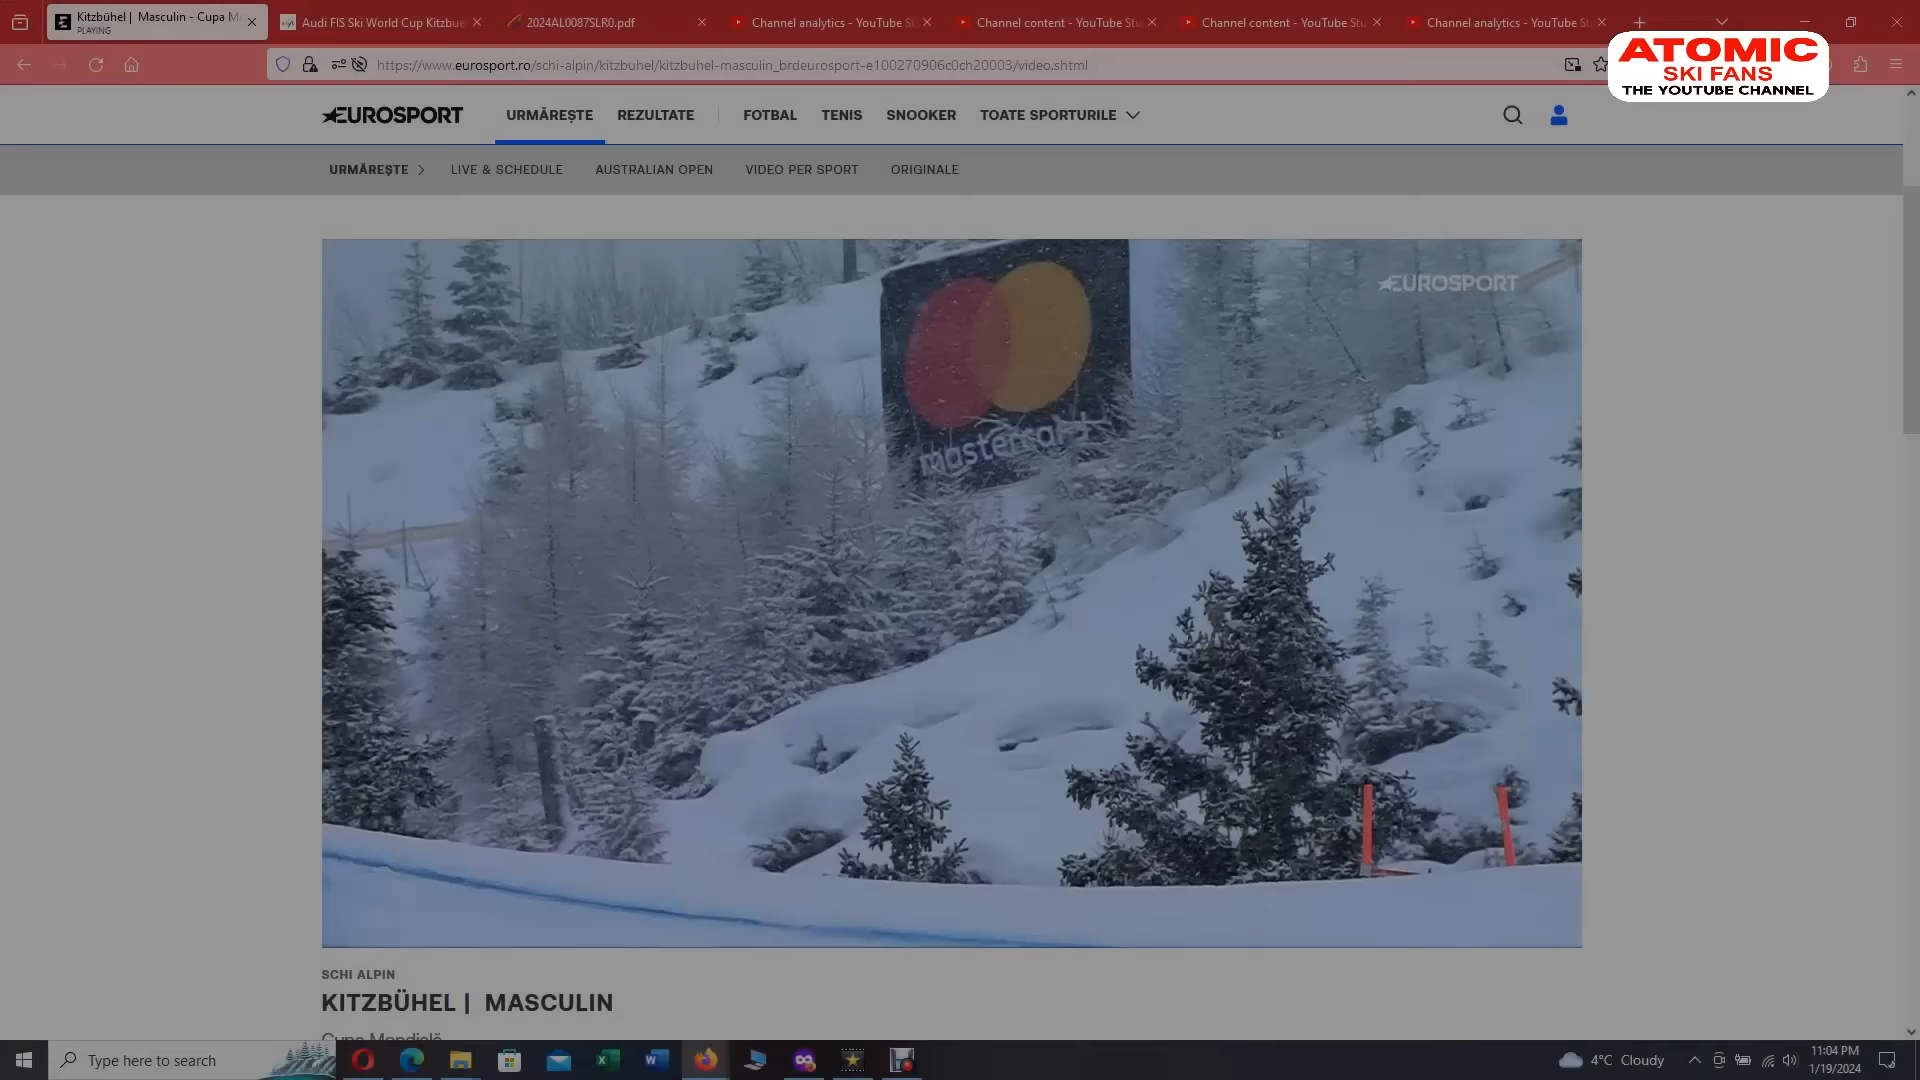 Kitzbühel | Masculin - Cupa M
PLAYING
Audi FIS Ski World Cup Kitzbue
2024AL0087SLR0.pdf
Channel analytics - YouTube St
Channel content - YouTube Stu
Channel content - YouTube Stu
Channel analytics - YouTube St
https://www.eurosport.ro/schi-alpin/kitzbuhel/kitzbuhel-masculin_brdeurosport-e100270906c0ch20003/video.shtml
ATOMIC
SKI FANS
THE YOUTUBE CHANNEL
EUROSPORT
URMĂREȘTE
REZULTATE
FOTBAL
TENIS
SNOOKER
TOATE SPORTURILE
URMĂREȘTE
LIVE & SCHEDULE
AUSTRALIAN OPEN
VIDEO PER SPORT
ORIGINALE
EUROSPORT
mastercard
SCHI ALPIN
KITZBÜHEL | MASCULIN
Cupa Mondială
Type here to search
4°C Cloudy
11:04 PM
1/19/2024